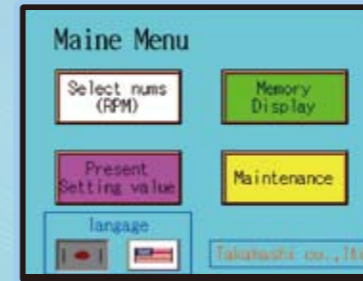 Maine Menu
Select nums
(RPM)
Memory
Display
Present
Setting value
Maintenance
langage
Takahashi co.,lt